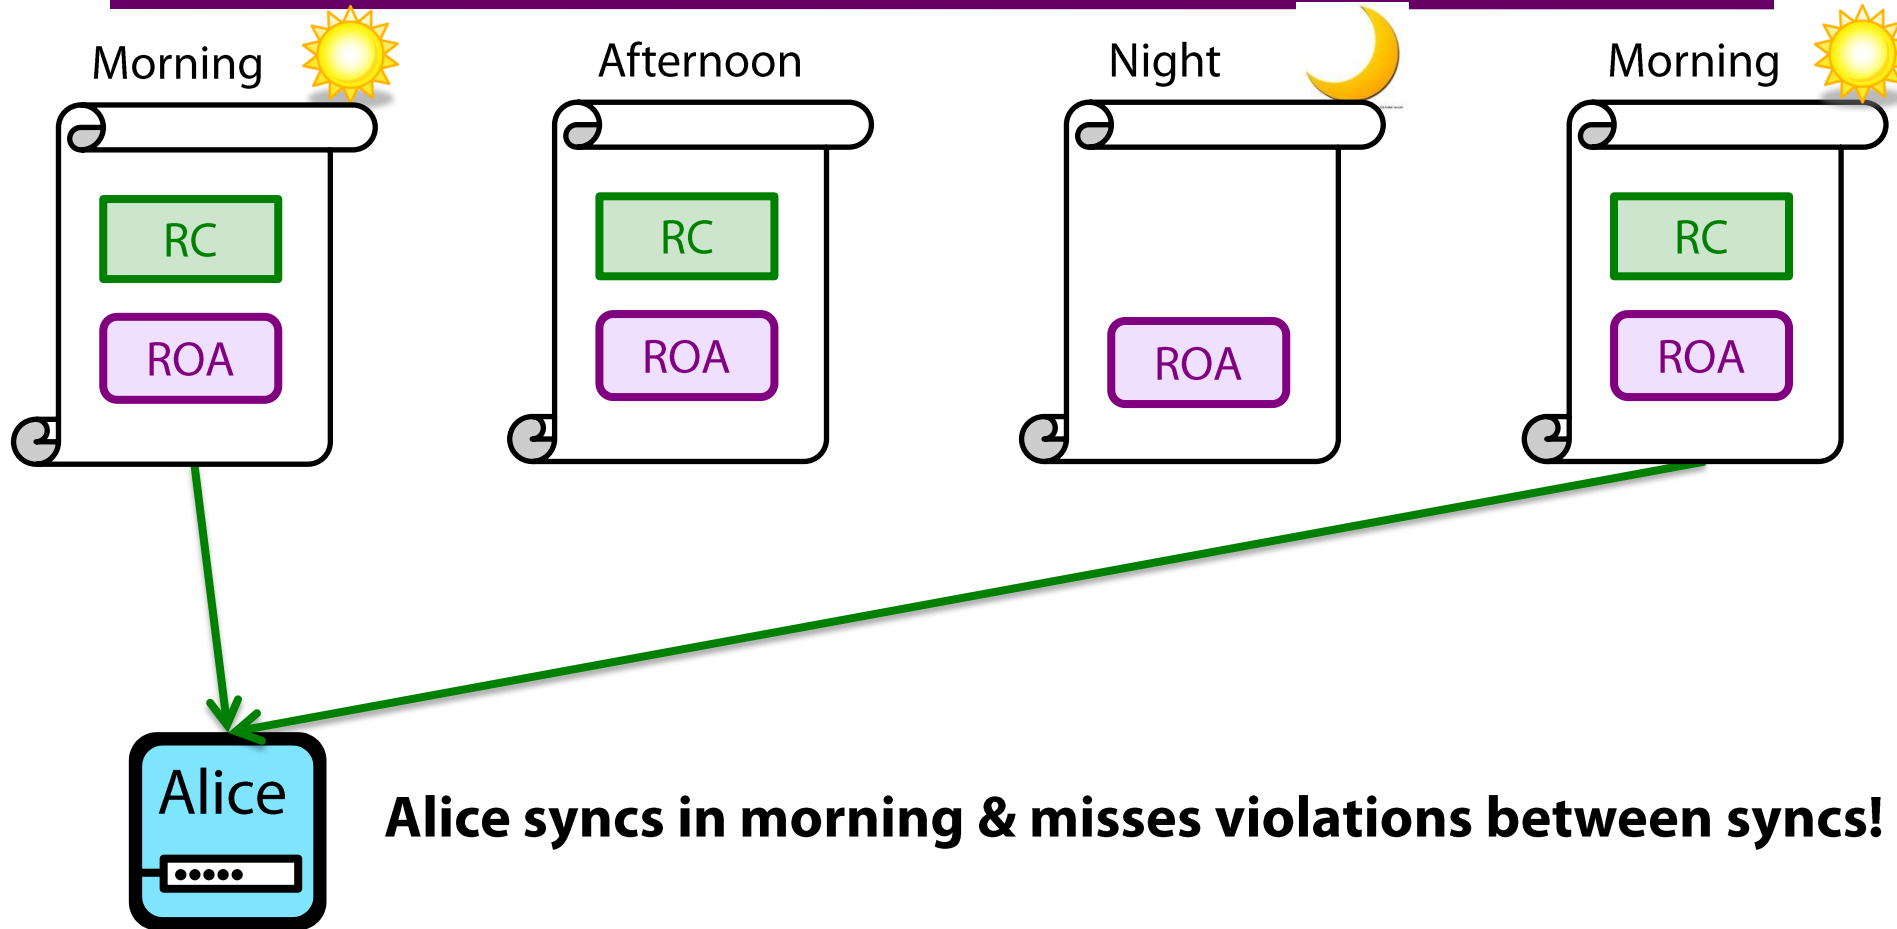 Morning
Afternoon
Night
Morning
RC
RC
RC
ROA
ROA
ROA
ROA
Alice
Alice syncs in morning & misses violations between syncs!